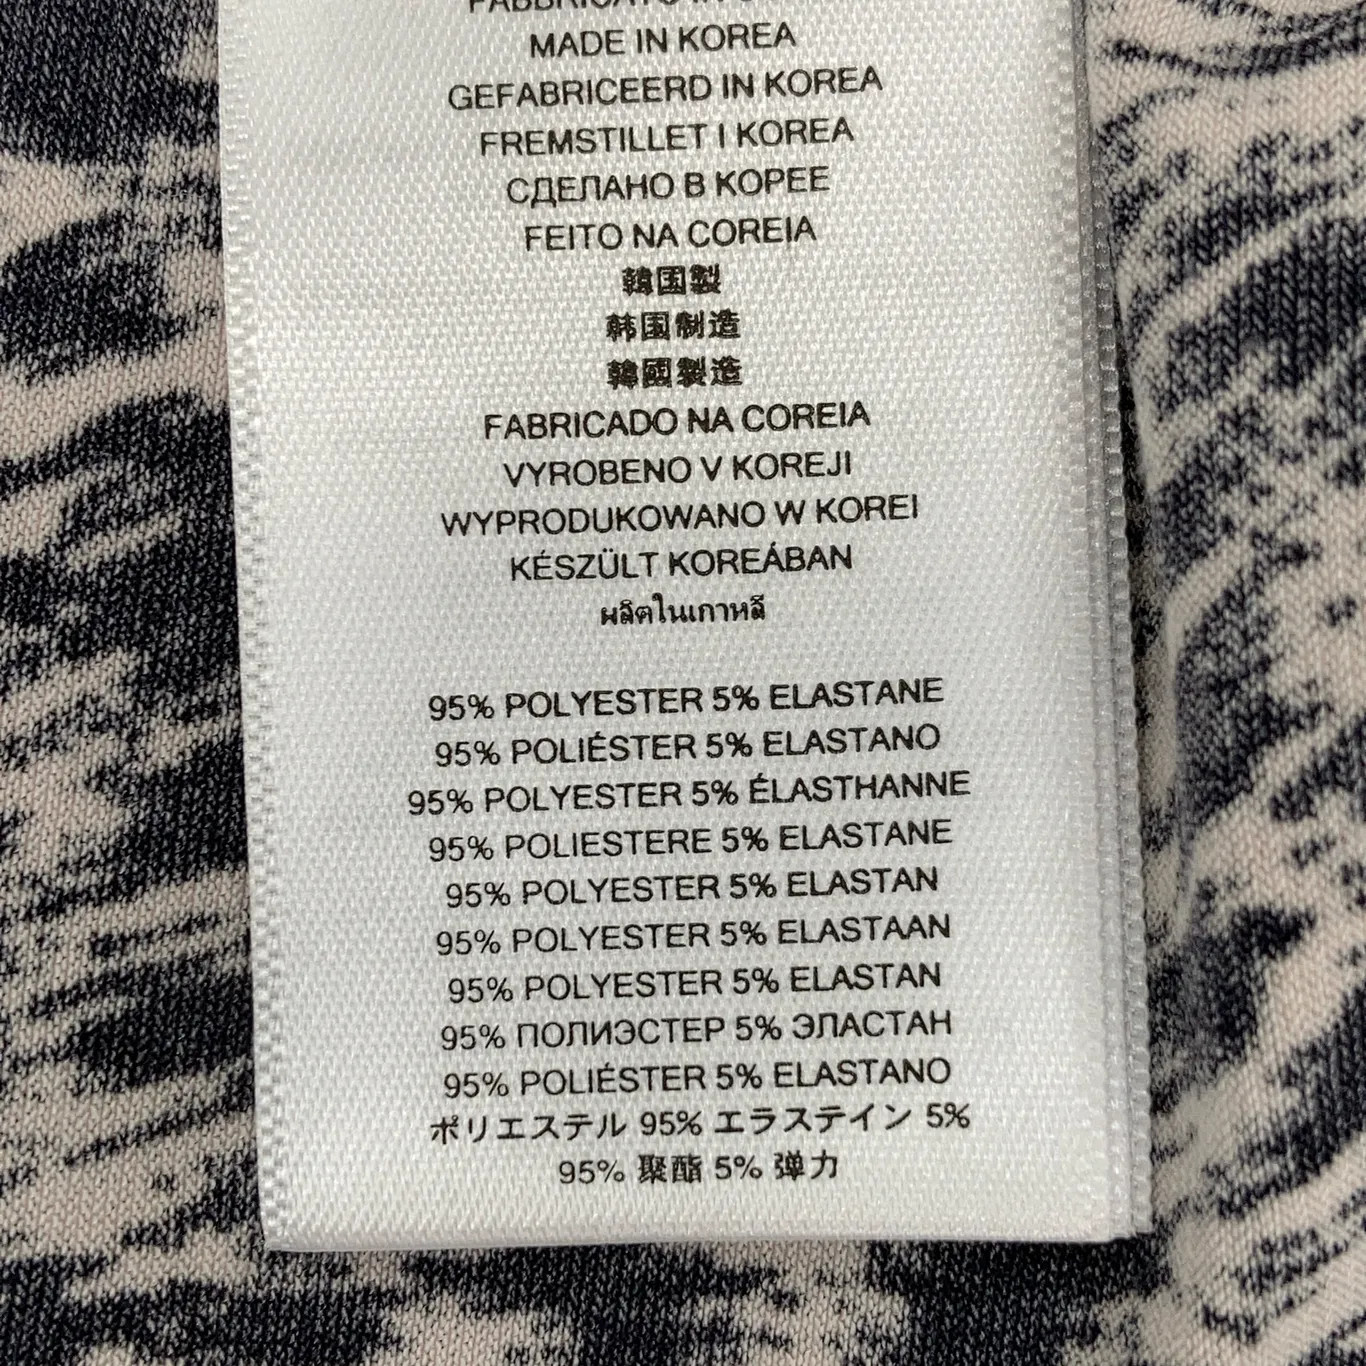 FABBRICATO IN
MADE IN KOREA
GEFABRICEERD IN KOREA
FREMSTILLET I KOREA
СДЕЛАНО В КОРЕЕ
FEITO NA COREIA
韓国製
韩国制造
韓國製造
FABRICADO NA COREIA
VYROBENO V KOREJI
WYPRODUKOWANO W KOREI
KÉSZÜLT KOREÁBAN
ผลิตในเกาหลี
95% POLYESTER 5% ELASTANE
95% POLIÉSTER 5% ELASTANO
95% POLYESTER 5% ÉLASTHANNE
95% POLIESTERE 5% ELASTANE
95% POLYESTER 5% ELASTAN
95% POLYESTER 5% ELASTAAN
95% POLYESTER 5% ELASTAN
95% ПОЛИЭСТЕР 5% ЭЛАСТАН
95% POLIÉSTER 5% ELASTANO
ポリエステル 95% エラステイン 5%
95% 聚酯 5% 弹力